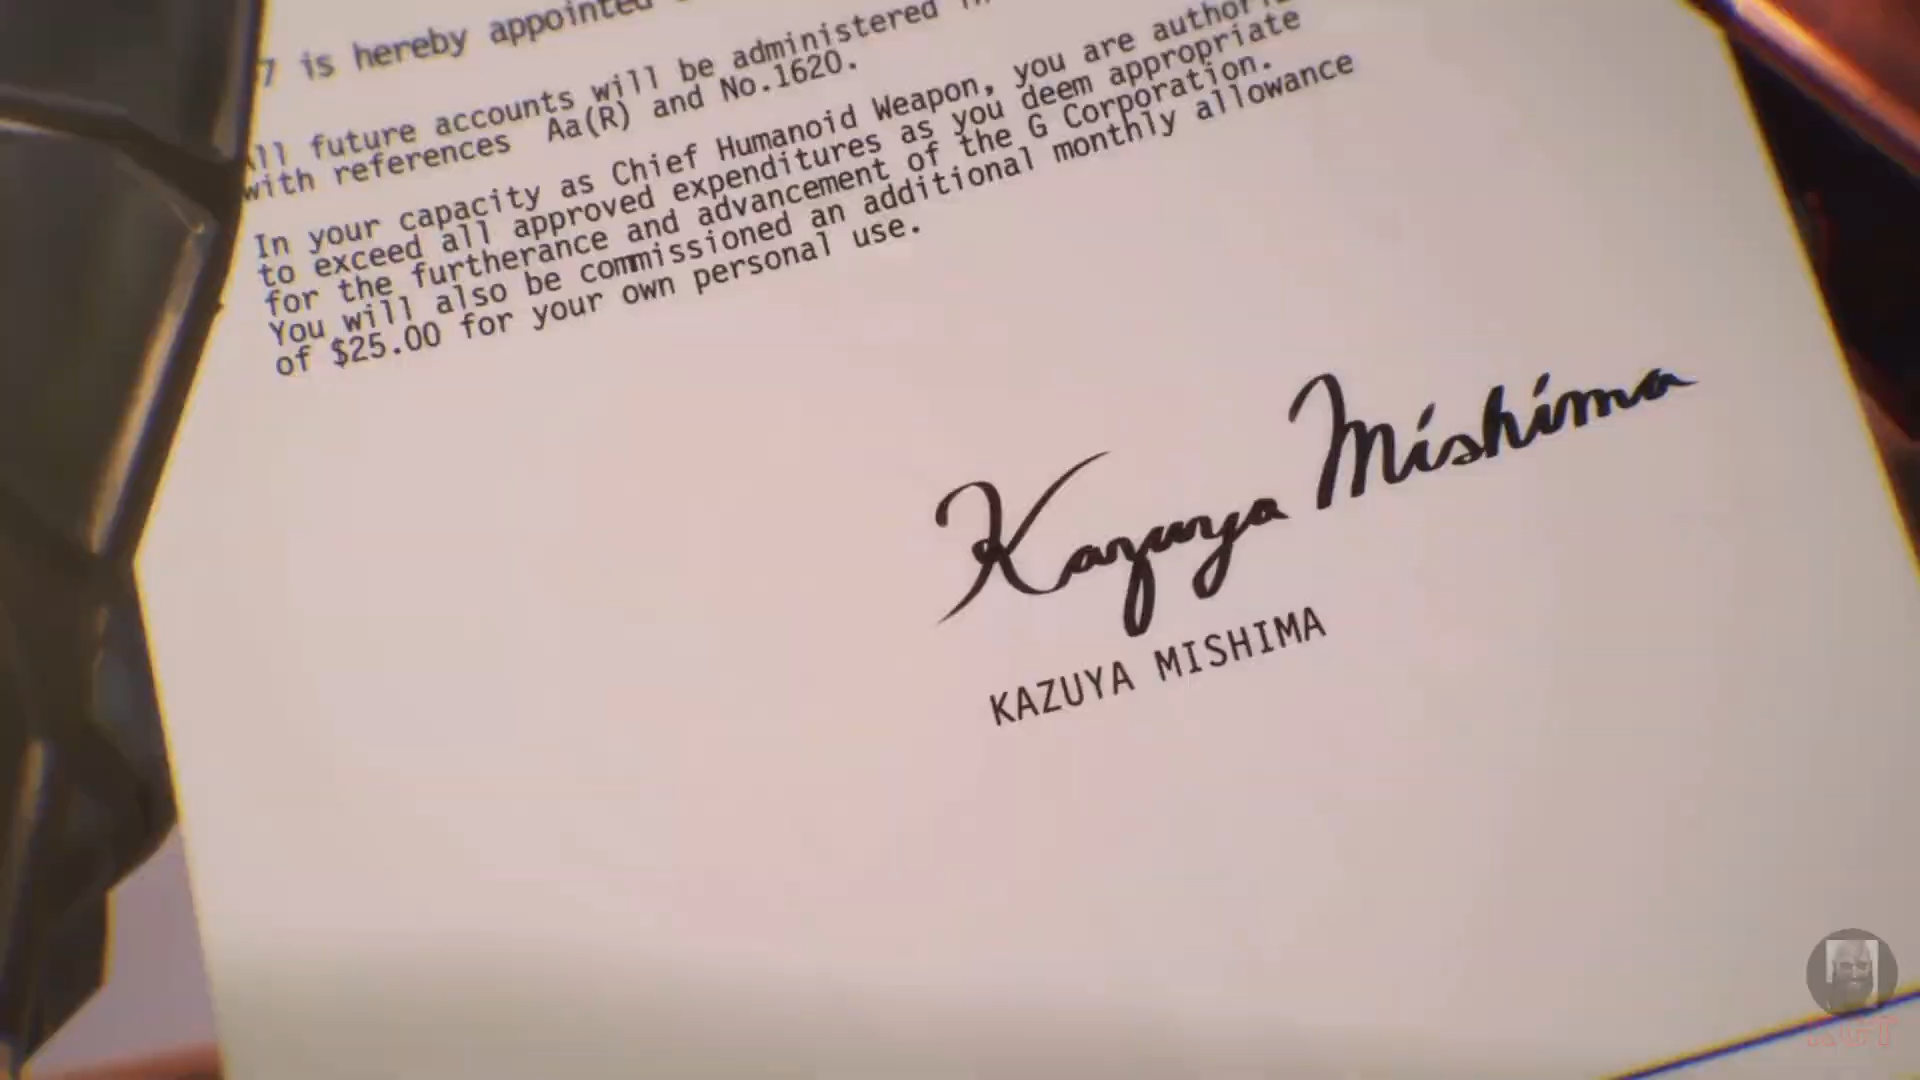 7 is hereby appointed
All future accounts will be administered
with references Aa(R) and No.1620.
In your capacity as Chief Humanoid Weapon, you are
to exceed all approved expenditures as you deem appropriate
for the furtherance and advancement of the G Corporation.
You will also be commissioned an additional monthly allowance
of $25.00 for your own personal use.
Kazuya Mishima
KAZUYA MISHIMA